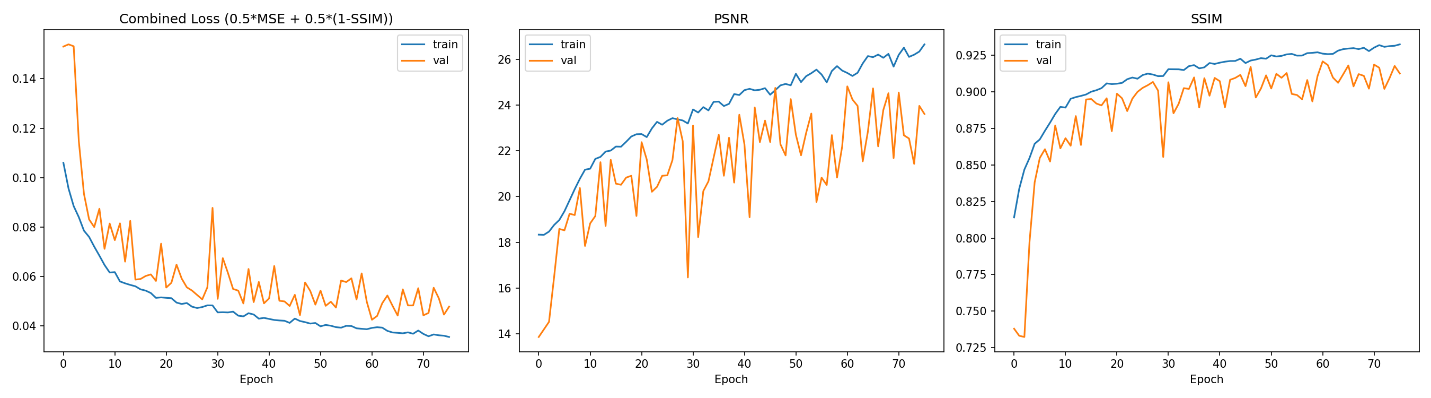 Combined Loss (0.5*MSE + 0.5*(1-SSIM))
train
val
0.14
0.12
0.10
0.08
0.06
0.04
0 10 20 30 40 50 60 70
Epoch
PSNR
train
val
26
24
22
20
18
16
14
0 10 20 30 40 50 60 70
Epoch
SSIM
train
val
0.925
0.900
0.875
0.850
0.825
0.800
0.775
0.750
0.725
0 10 20 30 40 50 60 70
Epoch